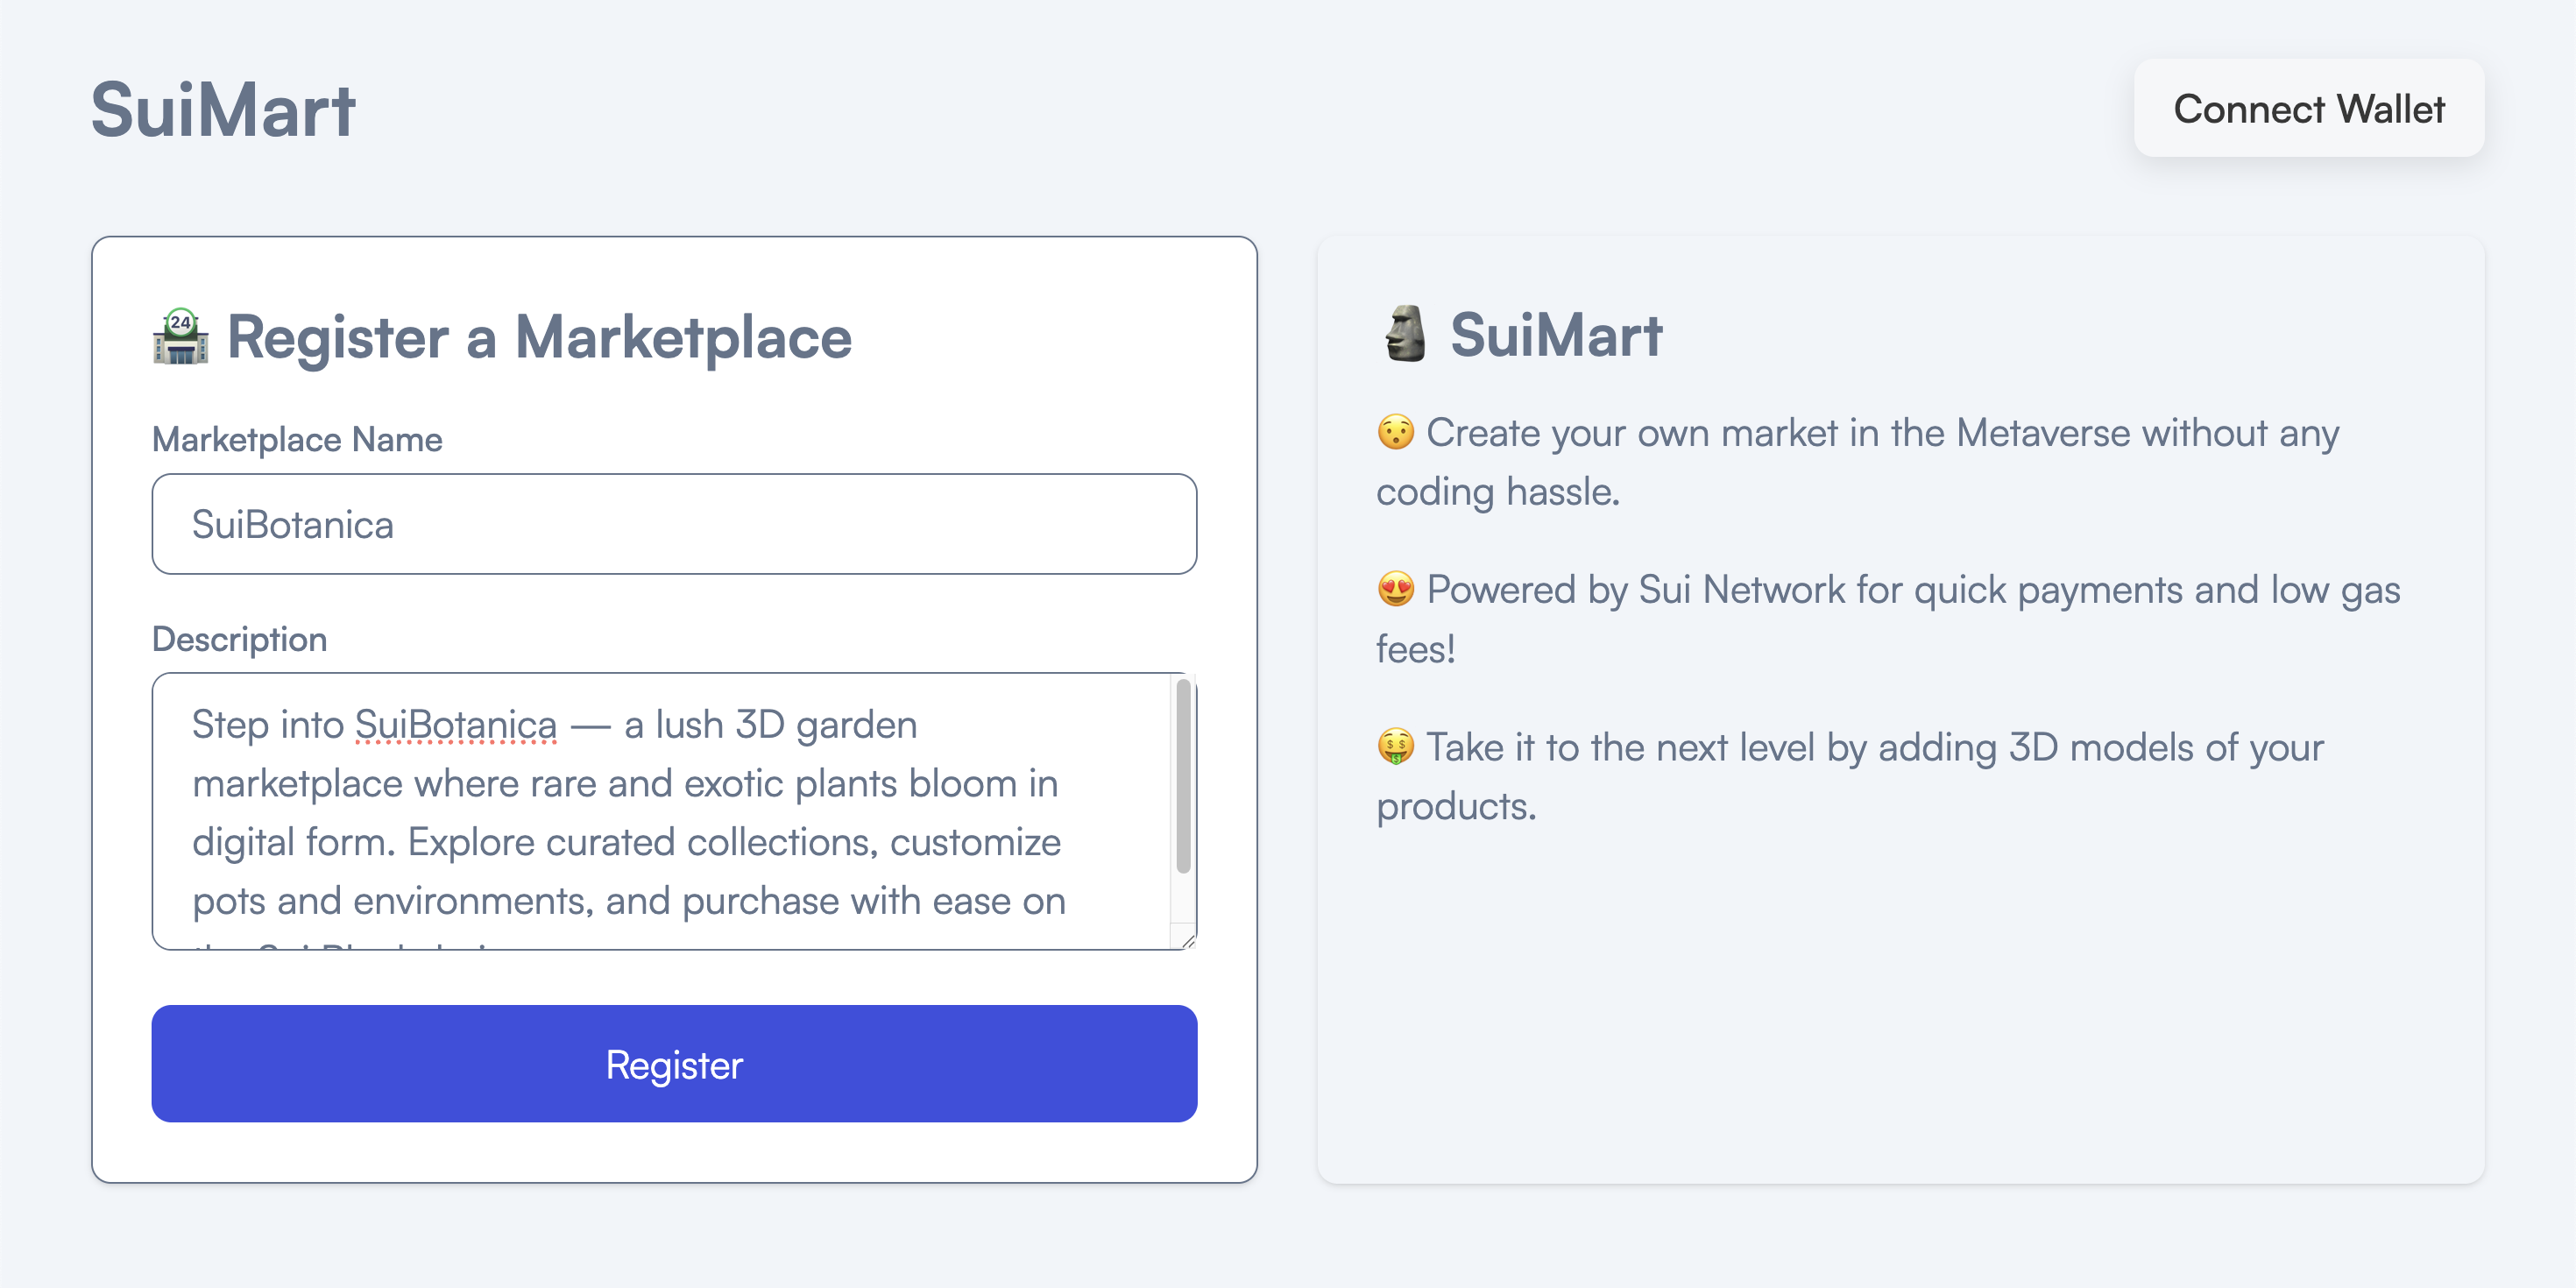 SuiMart
Connect Wallet
24
Register a Marketplace
Marketplace Name
SuiBotanica
Description
Step into SuiBotanica — a lush 3D garden
marketplace where rare and exotic plants bloom in
digital form. Explore curated collections, customize
pots and environments, and purchase with ease on
Register
SuiMart
Create your own market in the Metaverse without any
coding hassle.
Powered by Sui Network for quick payments and low gas
fees!
Take it to the next level by adding 3D models of your
products.